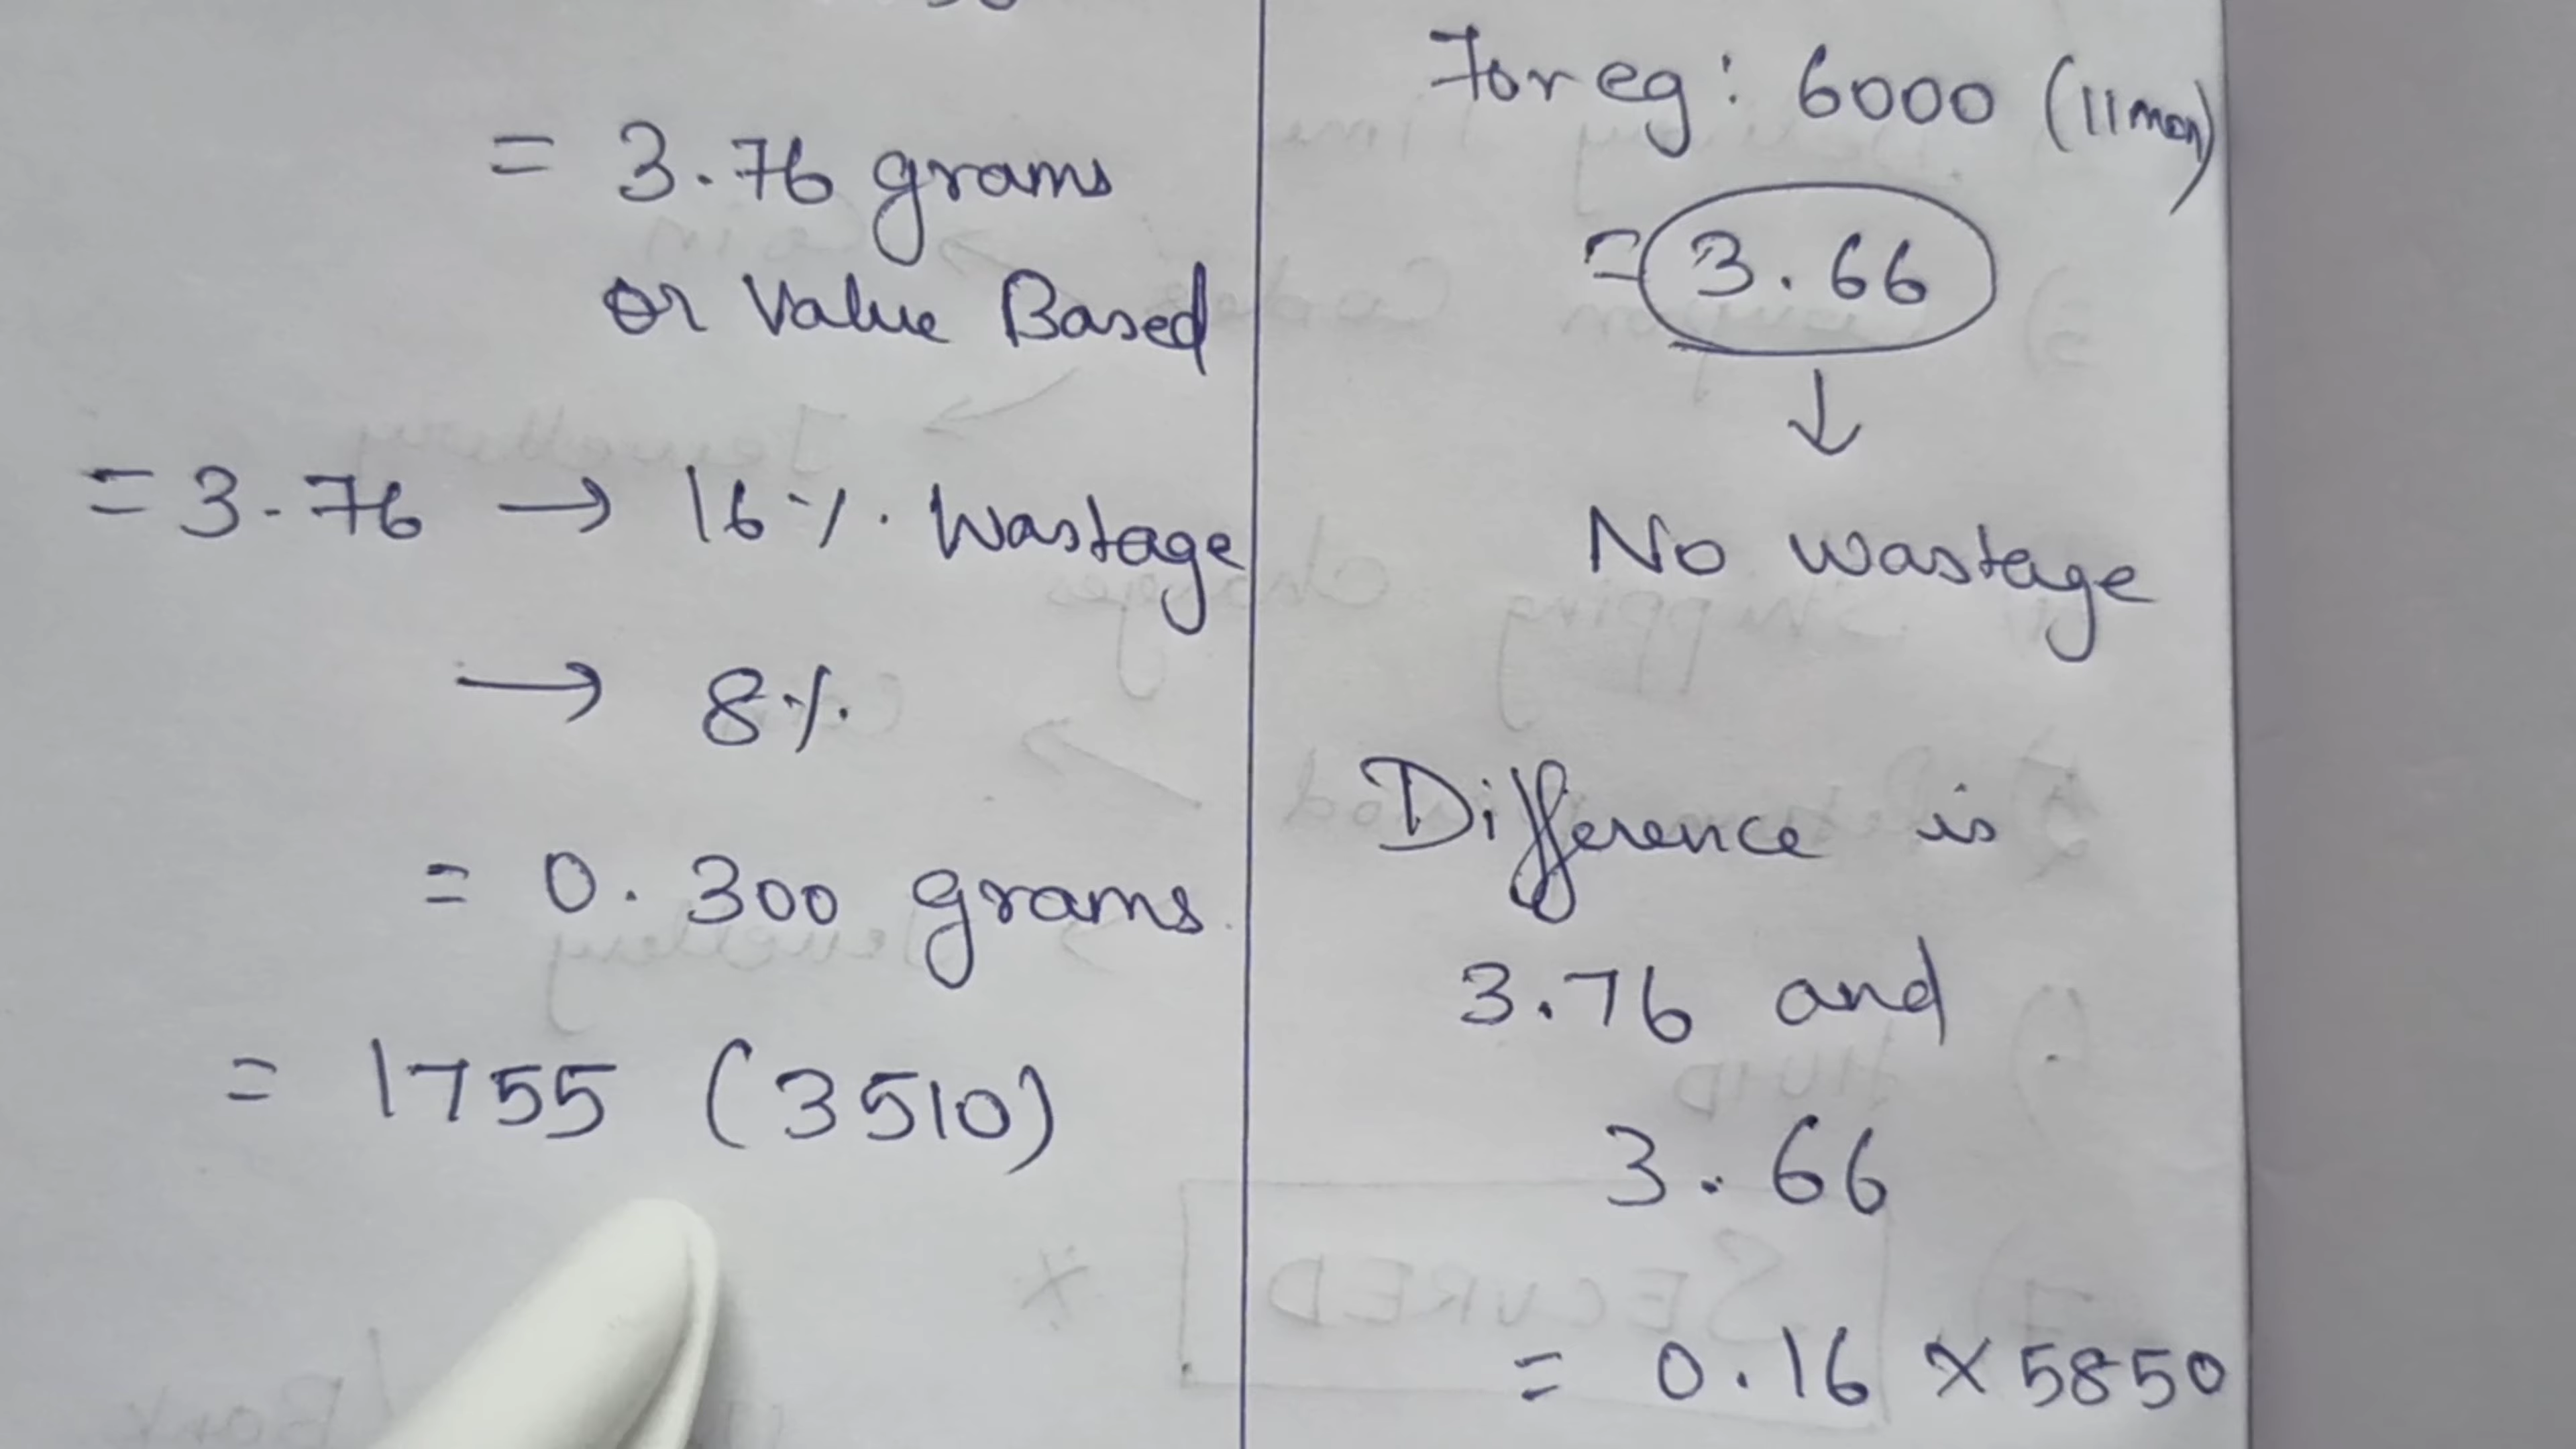 = 3.76 grams
or Value Based
= 3.76 → 16%. Wastage
→ 8%.
= 0.300 grams
= 1755 (3510)
For eg: 6000 (11mon)
= 3.66
↓
No wastage
Difference is
3.76 and
3.66
= 0.16 × 5850